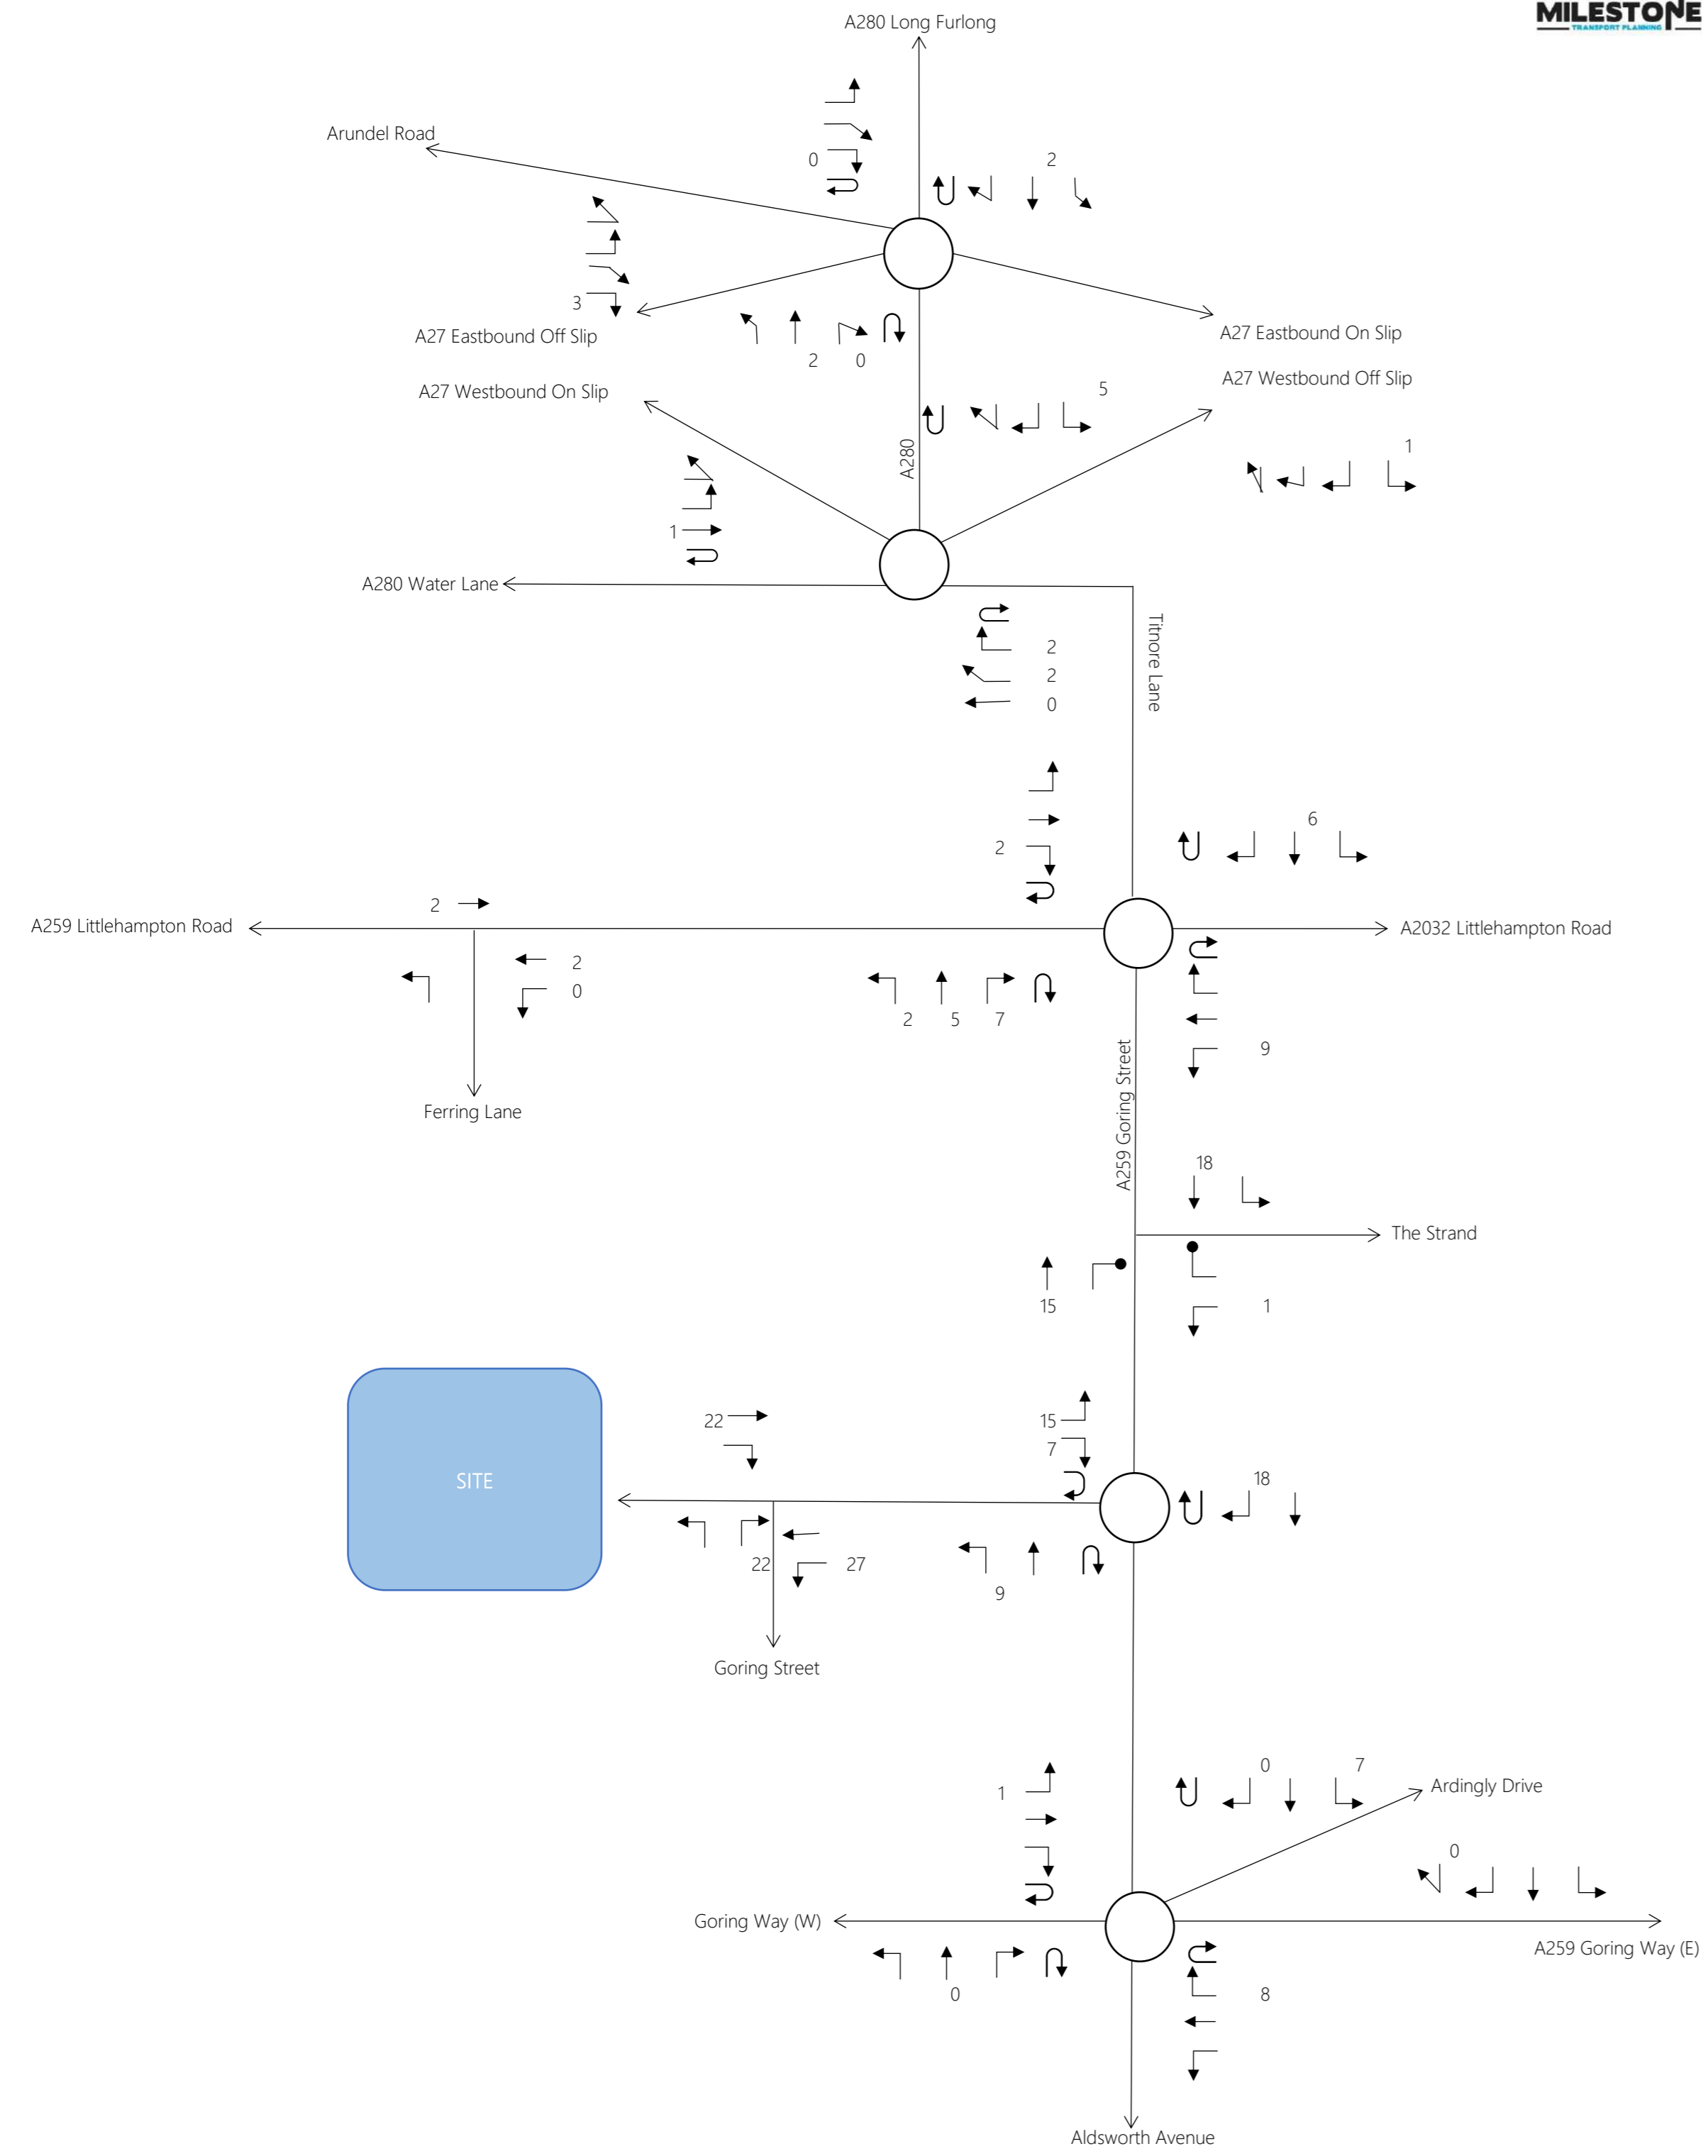 MILESTONE
TRANSPORT PLANNING
A280 Long Furlong
Arundel Road
0
2
3
A27 Eastbound Off Slip
2 0
A27 Eastbound On Slip
A27 Westbound On Slip
A27 Westbound Off Slip
5
A280
1
1
A280 Water Lane
Titnore Lane
2
2
0
6
2
2
A259 Littlehampton Road
A2032 Littlehampton Road
2
0
2 5 7
9
Ferring Lane
A259 Goring Street
18
The Strand
15
1
22
15
7
SITE
18
22
27
9
Goring Street
0
7
Ardingly Drive
1
0
Goring Way (W)
A259 Goring Way (E)
0
8
Aldsworth Avenue